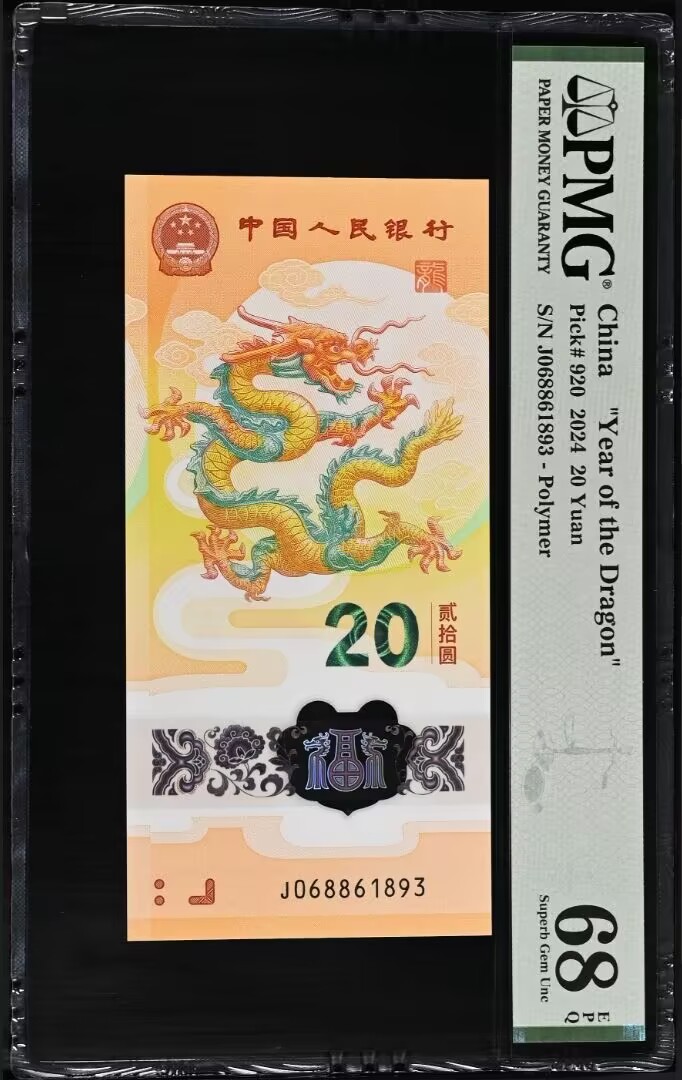 中国人民银行
龍
20
贰拾圆
J068861893
PMG®
PAPER MONEY GUARANTY
China "Year of the Dragon"
Pick# 920 2024 20 Yuan
S/N J068861893 - Polymer
68 EPQ
Superb Gem Unc